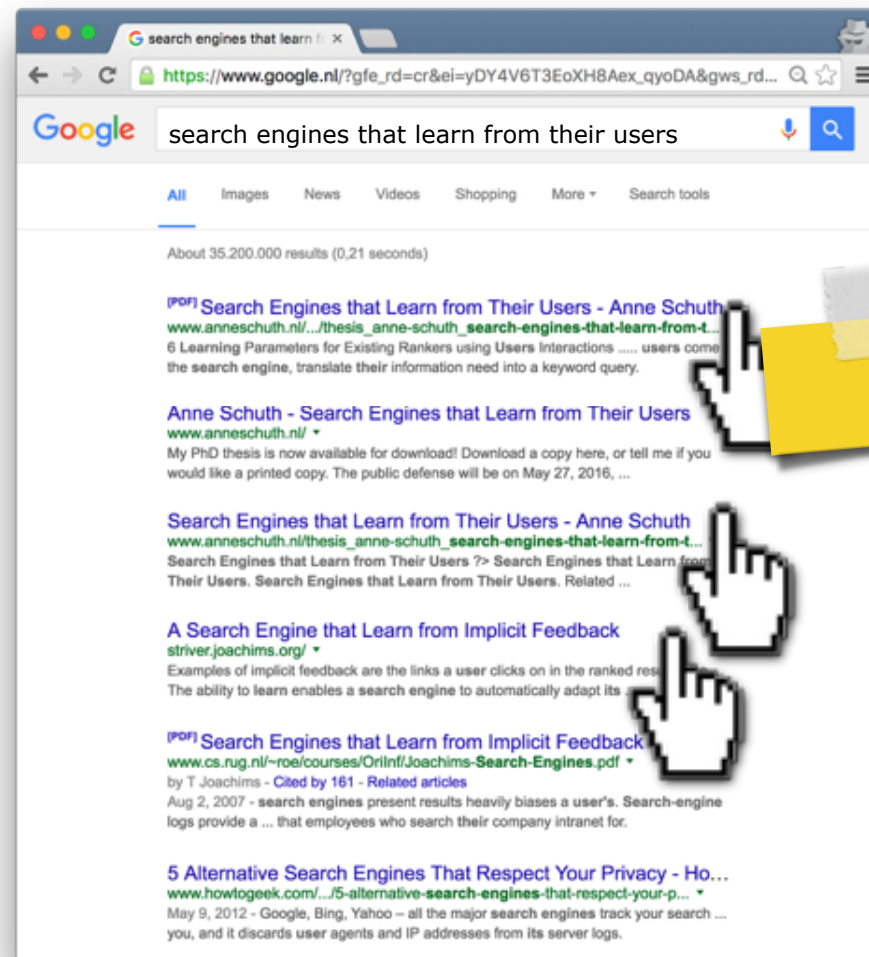 search engines that learn fr
https://www.google.nl/?gfe_rd=cr&ei=yDY4V6T3EoXH8Aex_qyoDA&gws_rd...
Google search engines that learn from their users
All Images News Videos Shopping More Search tools
About 35.200.000 results (0,21 seconds)
[PDF] Search Engines that Learn from Their Users - Anne Schuth
www.anneschuth.nl/.../thesis_anne-schuth_search-engines-that-learn-from-t...
6 Learning Parameters for Existing Rankers using Users Interactions ..... users come
the search engine, translate their information need into a keyword query.
Anne Schuth - Search Engines that Learn from Their Users
www.anneschuth.nl/
My PhD thesis is now available for download! Download a copy here, or tell me if you
would like a printed copy. The public defense will be on May 27, 2016, ...
Search Engines that Learn from Their Users - Anne Schuth
www.anneschuth.nl/thesis_anne-schuth_search-engines-that-learn-from-t...
Search Engines that Learn from Their Users ?> Search Engines that Learn from
Their Users. Search Engines that Learn from Their Users. Related ...
A Search Engine that Learn from Implicit Feedback
striver.joachims.org/
Examples of implicit feedback are the links a user clicks on in the ranked
The ability to learn enables a search engine to automatically adapt its
[PDF] Search Engines that Learn from Implicit Feedback
www.cs.rug.nl/~roe/courses/OriInf/Joachims-Search-Engines.pdf
by T Joachims - Cited by 161 - Related articles
Aug 2, 2007 - search engines present results heavily biases a user's. Search-engine
logs provide a ... that employees who search their company intranet for.
5 Alternative Search Engines That Respect Your Privacy - Ho...
www.howtogeek.com/.../5-alternative-search-engines-that-respect-your-p...
May 9, 2012 - Google, Bing, Yahoo – all the major search engines track your search ...
you, and it discards user agents and IP addresses from its server logs.